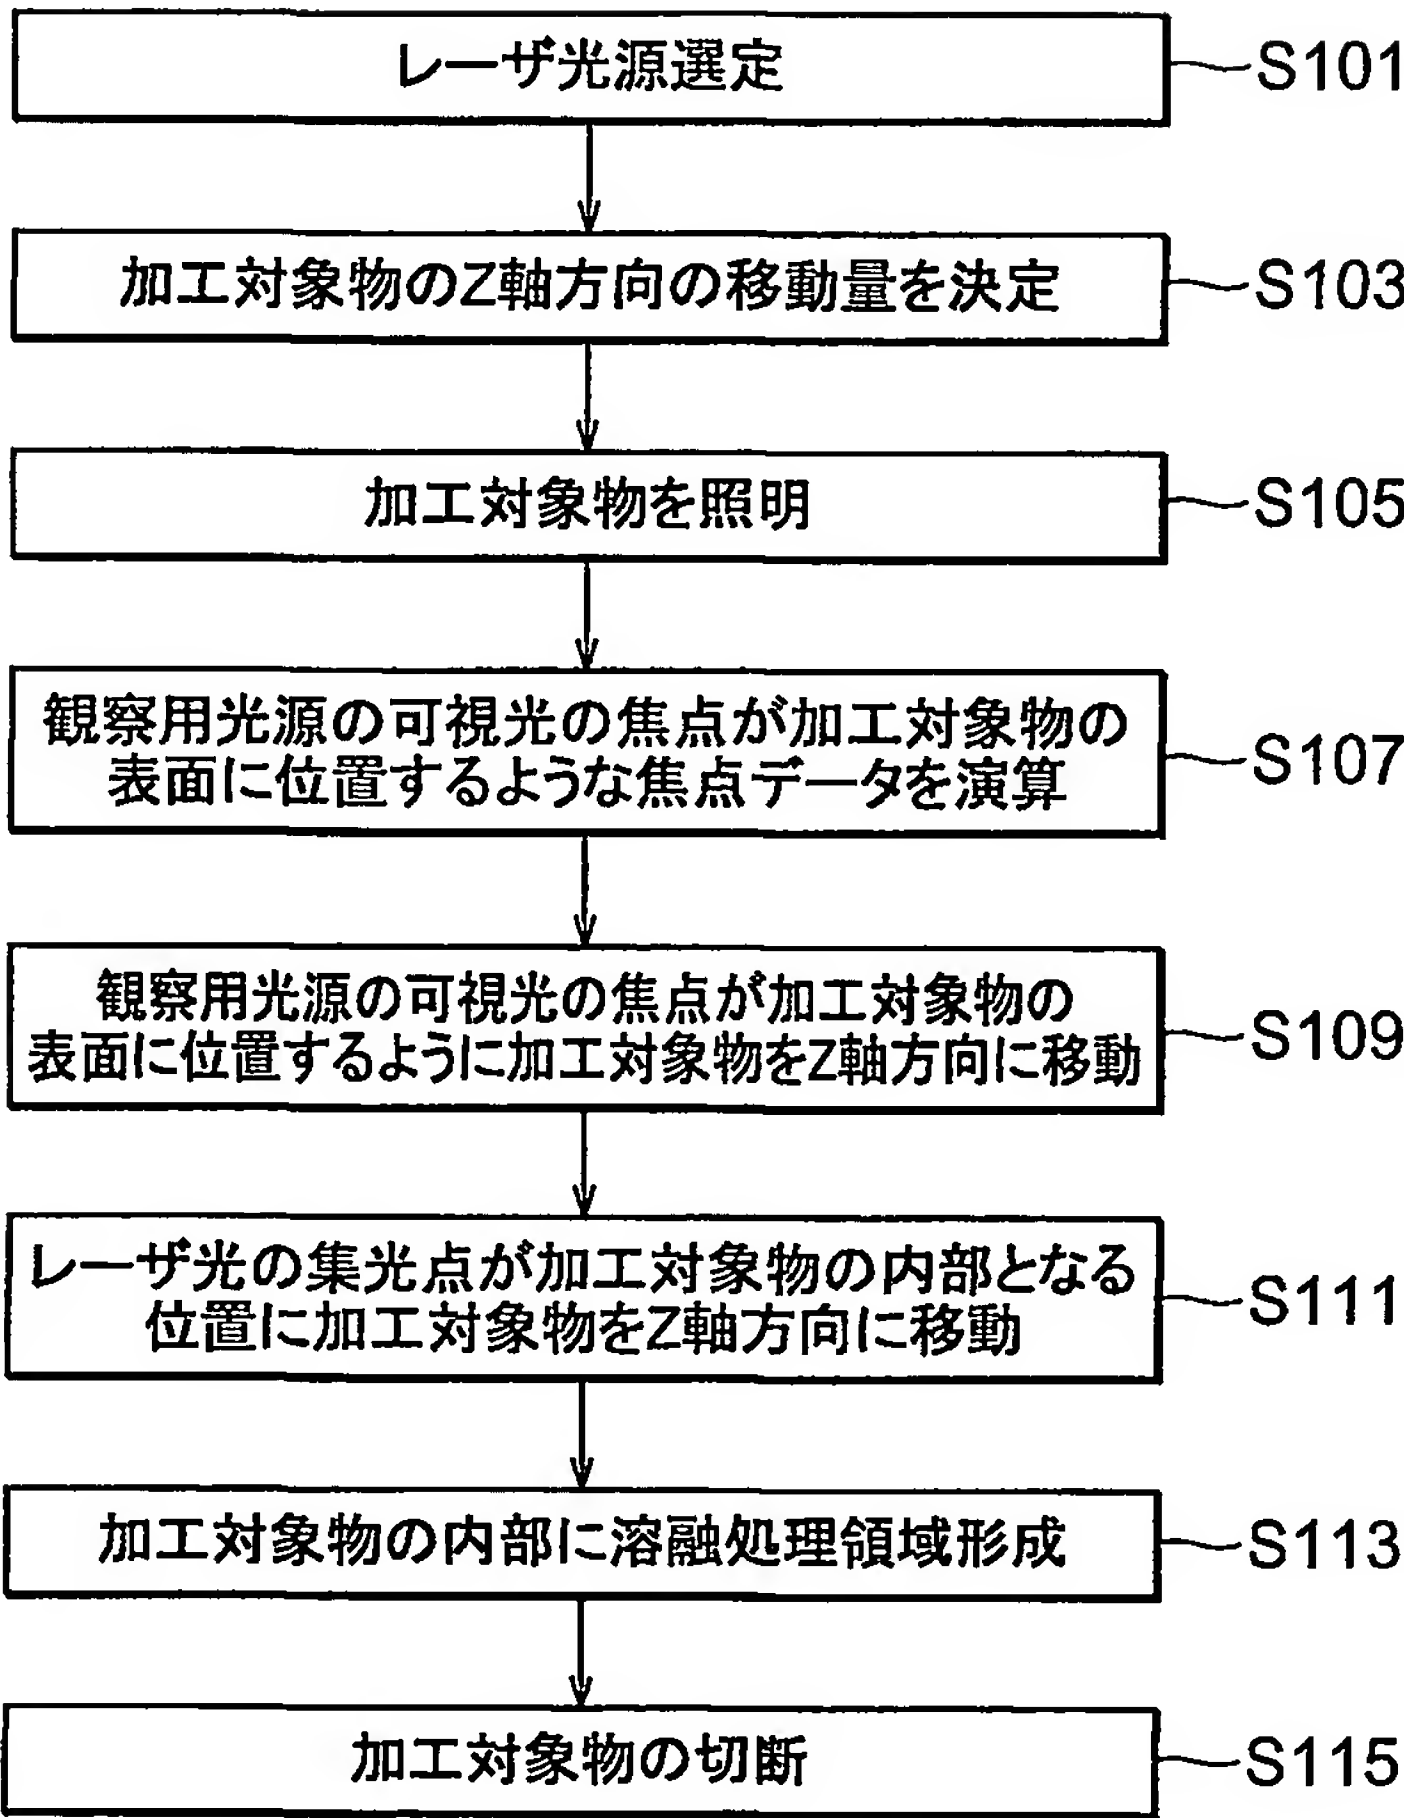 レーザ光源選定
S101
加工対象物のZ軸方向の移動量を決定
S103
加工対象物を照明
S105
観察用光源の可視光の焦点が加工対象物の
表面に位置するような焦点データを演算
S107
観察用光源の可視光の焦点が加工対象物の
表面に位置するように加工対象物をZ軸方向に移動
S109
レーザ光の集光点が加工対象物の内部となる
位置に加工対象物をZ軸方向に移動
S111
加工対象物の内部に溶融処理領域形成
S113
加工対象物の切断
S115